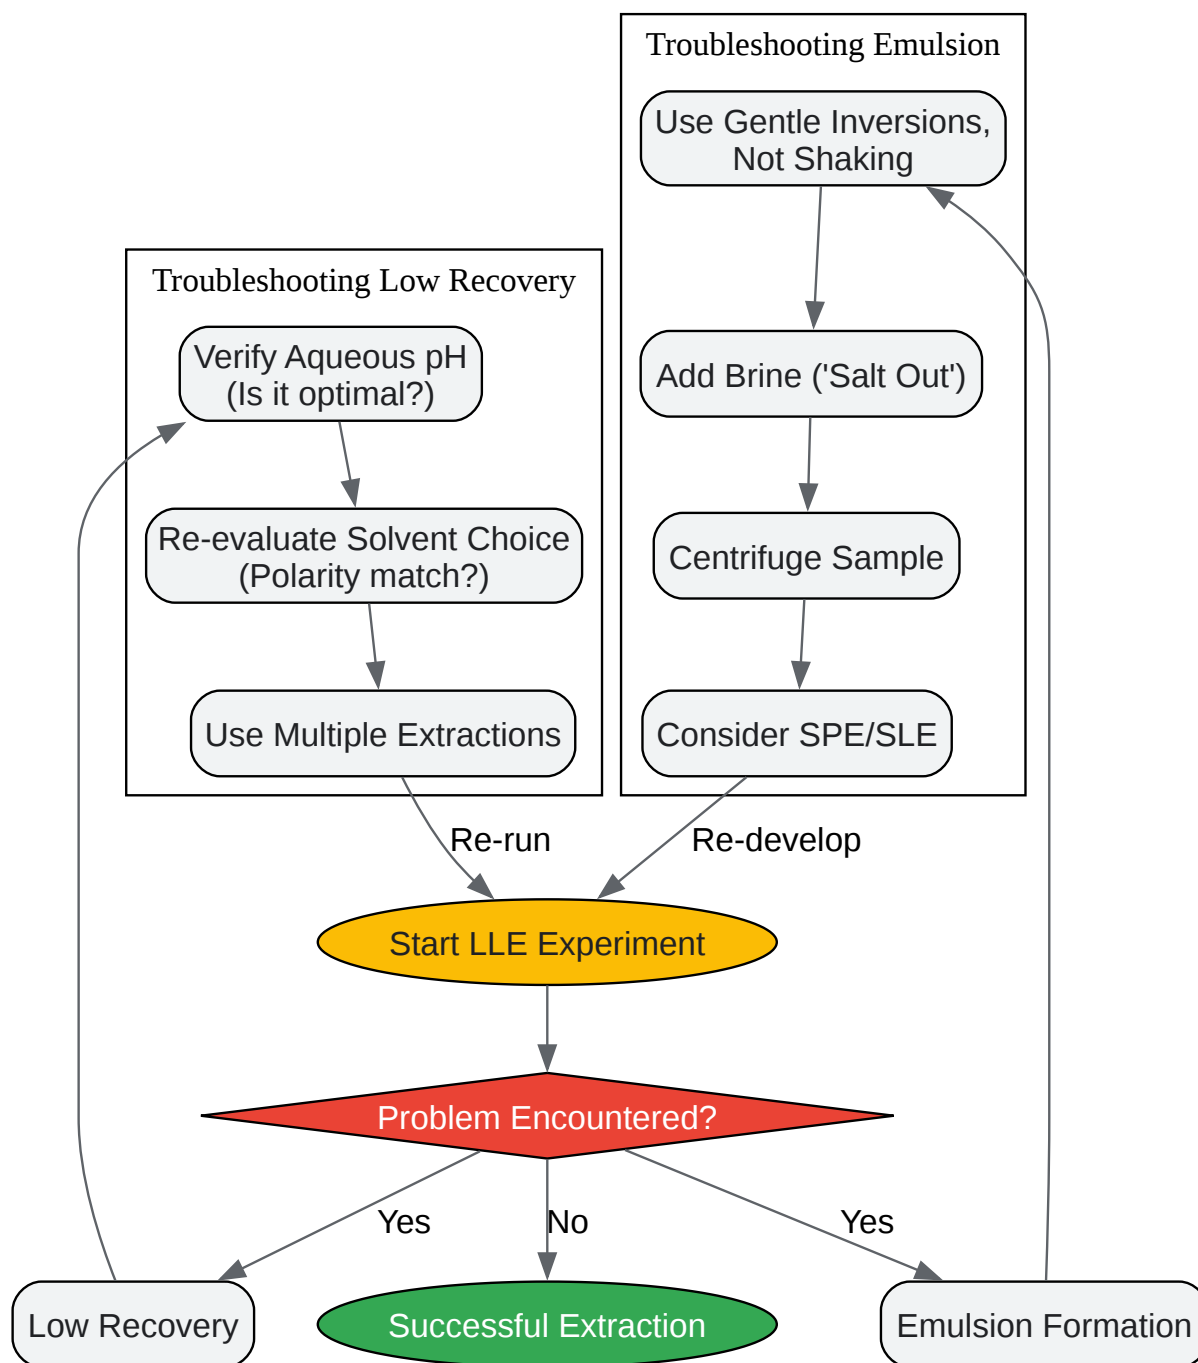 Troubleshooting Emulsion
Use Gentle Inversions,
Not Shaking
Troubleshooting Low Recovery
Verify Aqueous pH
(Is it optimal?)
Add Brine ('Salt Out')
Re-evaluate Solvent Choice
(Polarity match?)
Centrifuge Sample
Use Multiple Extractions
Consider SPE/SLE
Re-run
Re-develop
Start LLE Experiment
Problem Encountered?
Yes
No
Yes
Low Recovery
Successful Extraction
Emulsion Formation